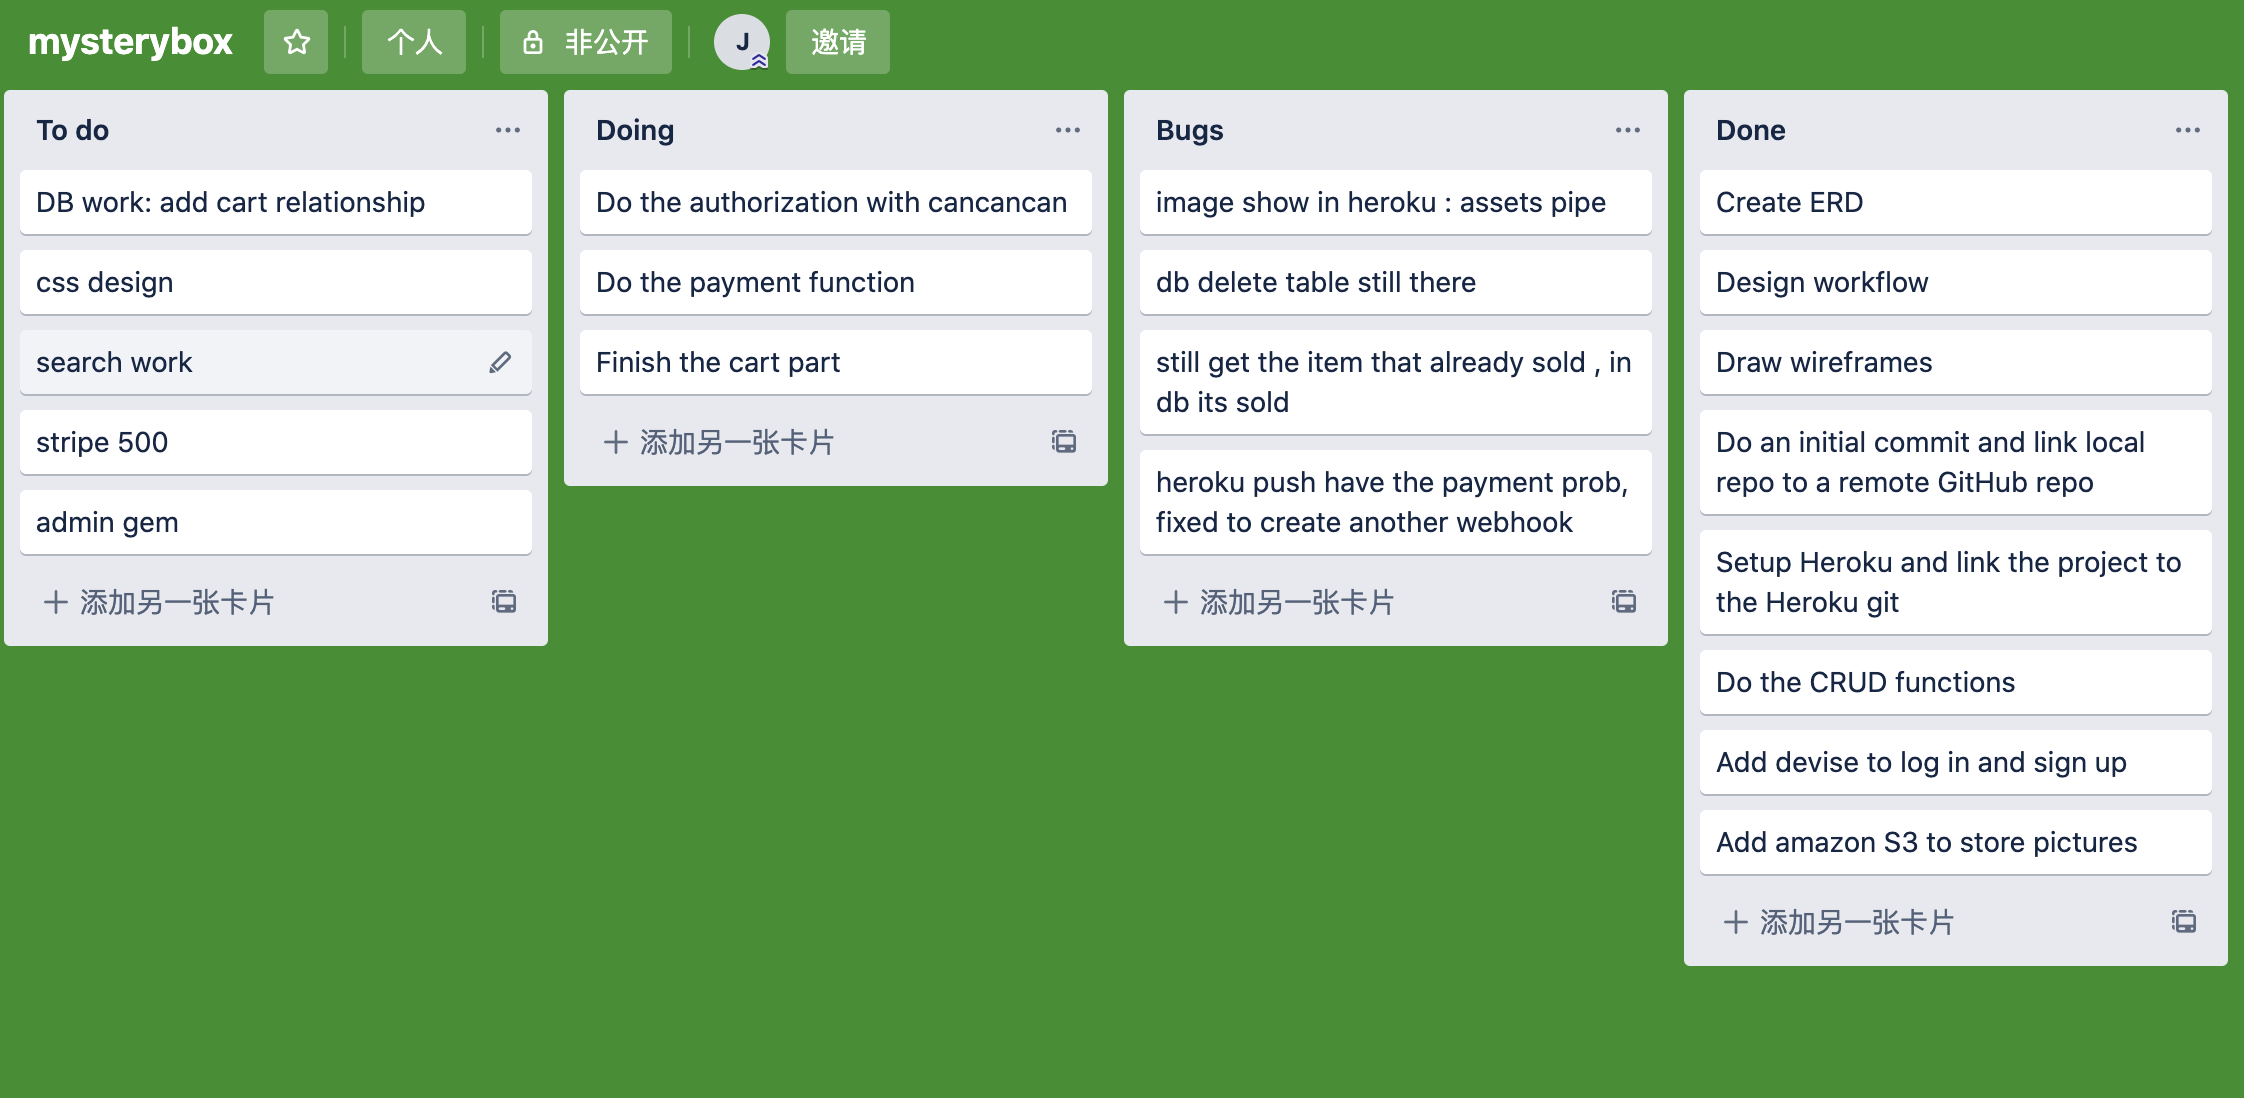 mysterybox
个人
非公开
J
邀请
To do
DB work: add cart relationship
css design
search work
stripe 500
admin gem
添加另一张卡片
Doing
Do the authorization with cancancan
Do the payment function
Finish the cart part
添加另一张卡片
Bugs
image show in heroku : assets pipe
db delete table still there
still get the item that already sold , in
db its sold
heroku push have the payment prob,
fixed to create another webhook
添加另一张卡片
Done
Create ERD
Design workflow
Draw wireframes
Do an initial commit and link local
repo to a remote GitHub repo
Setup Heroku and link the project to
the Heroku git
Do the CRUD functions
Add devise to log in and sign up
Add amazon S3 to store pictures
添加另一张卡片